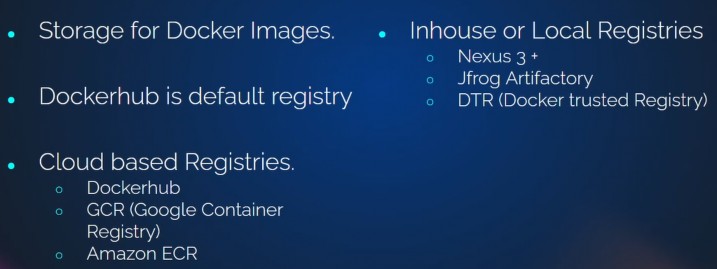 Storage for Docker Images.
Dockerhub is default registry
Cloud based Registries.
Dockerhub
GCR (Google Container
Registry)
Amazon ECR
Inhouse or Local Registries
Nexus 3 +
Jfrog Artifactory
DTR (Docker trusted Registry)